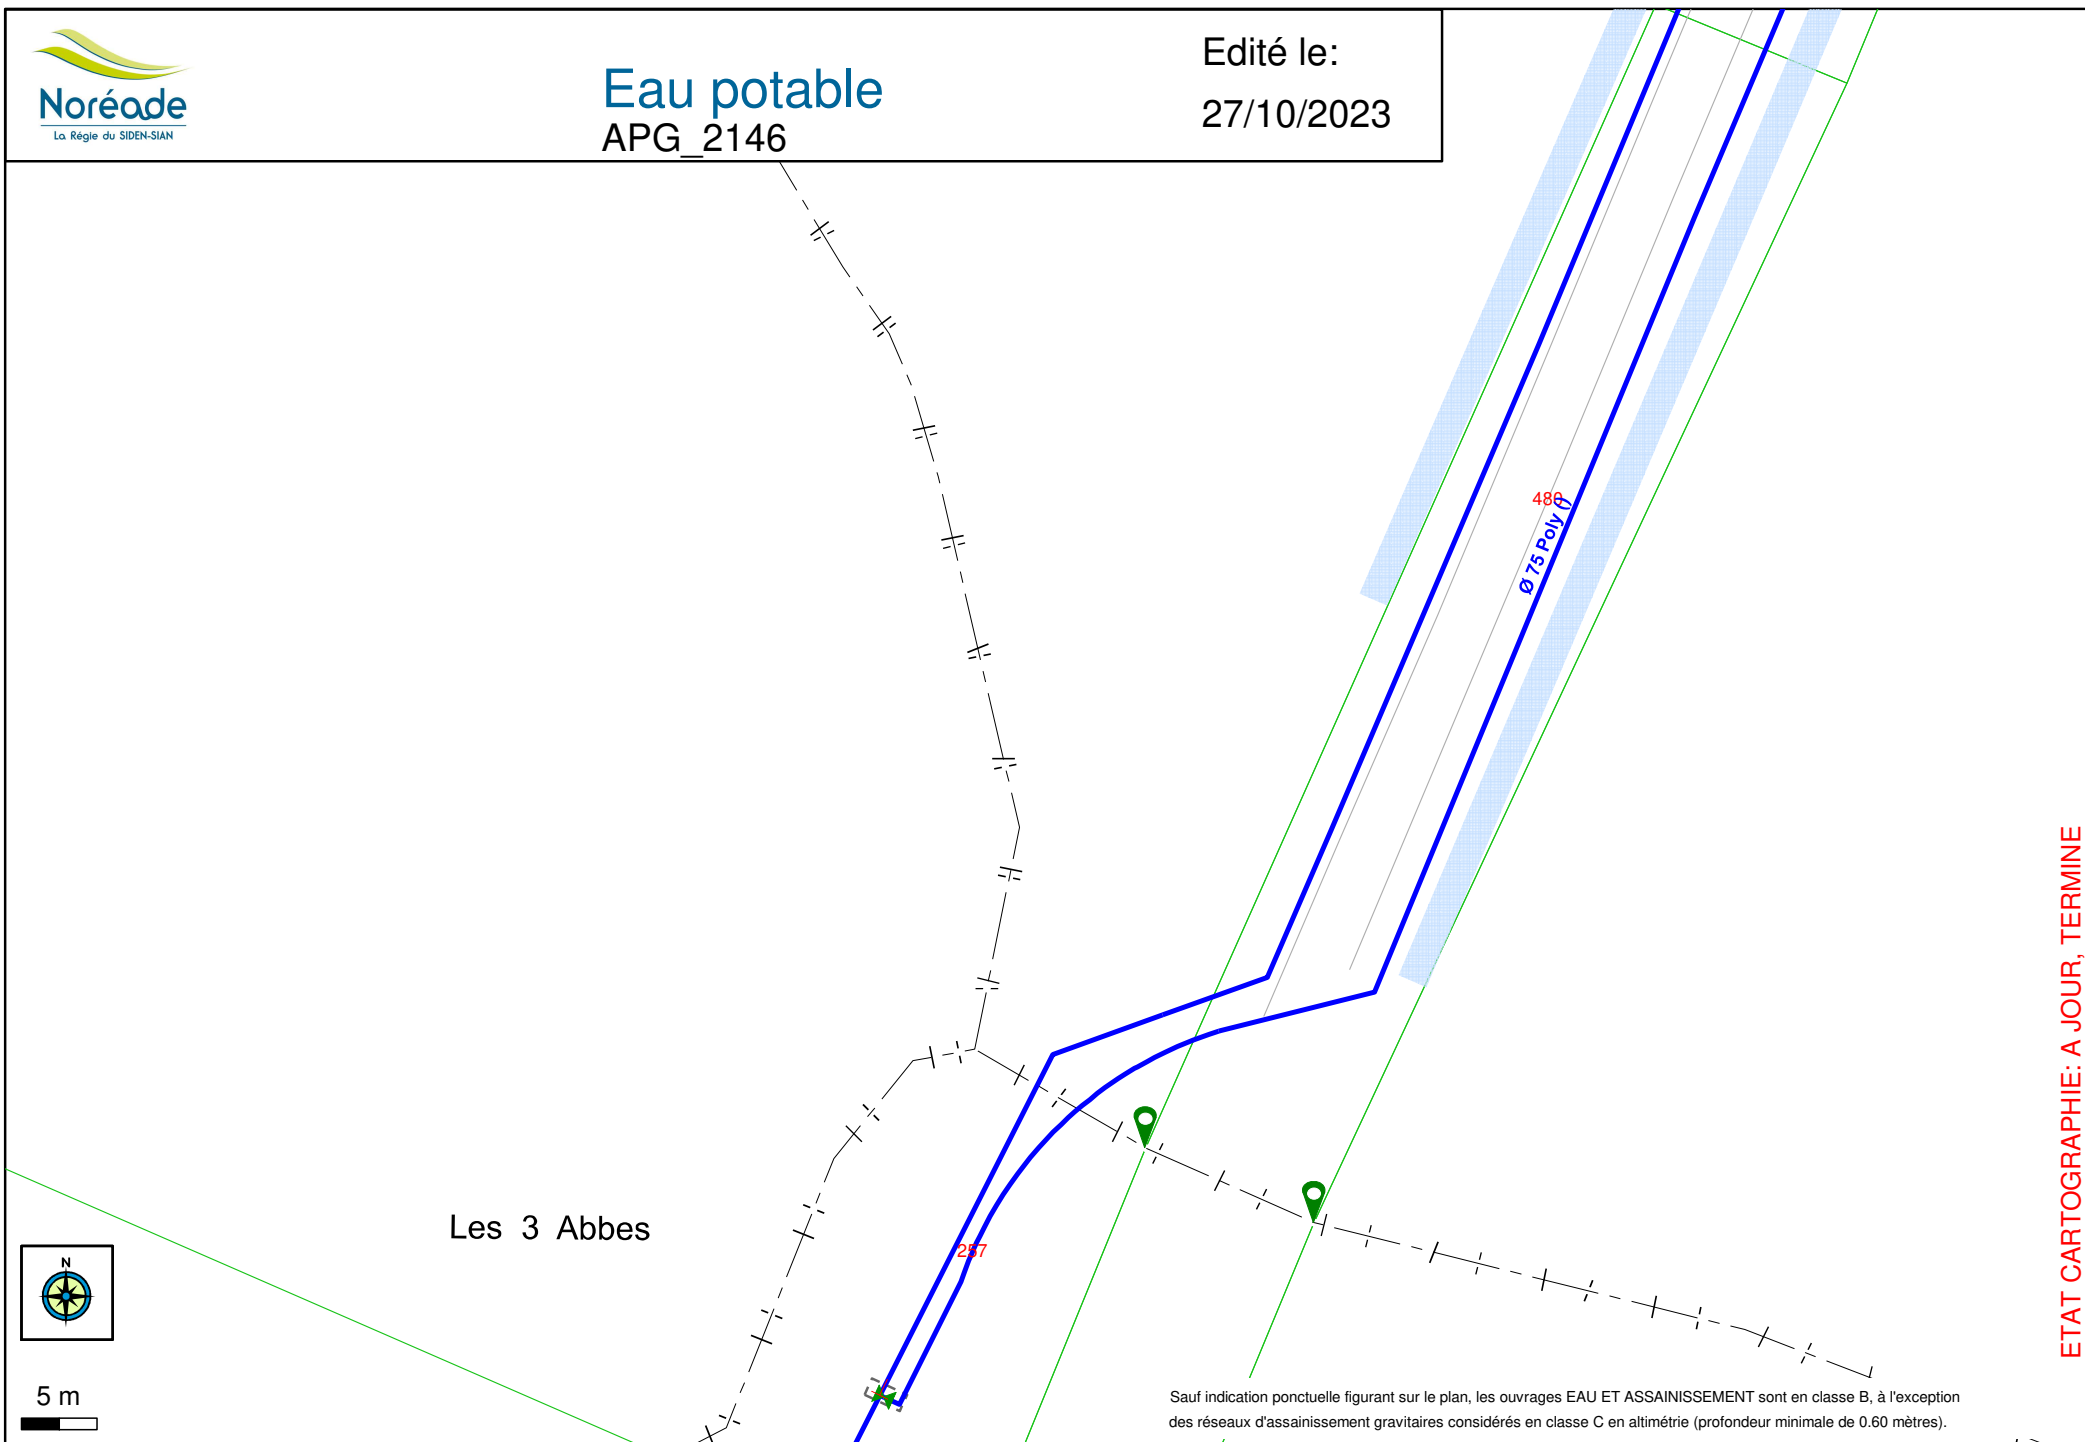 Noréade
La Régie du SIDEN-SIAN
Eau potable
APG_2146
Edité le:
27/10/2023
480
Ø 75 Poly ()
ETAT CARTOGRAPHIE: A JOUR, TERMINE
Les 3 Abbes
257
N
5 m
Sauf indication ponctuelle figurant sur le plan, les ouvrages EAU ET ASSAINISSEMENT sont en classe B, à l'exception
des réseaux d'assainissement gravitaires considérés en classe C en altimétrie (profondeur minimale de 0.60 mètres).